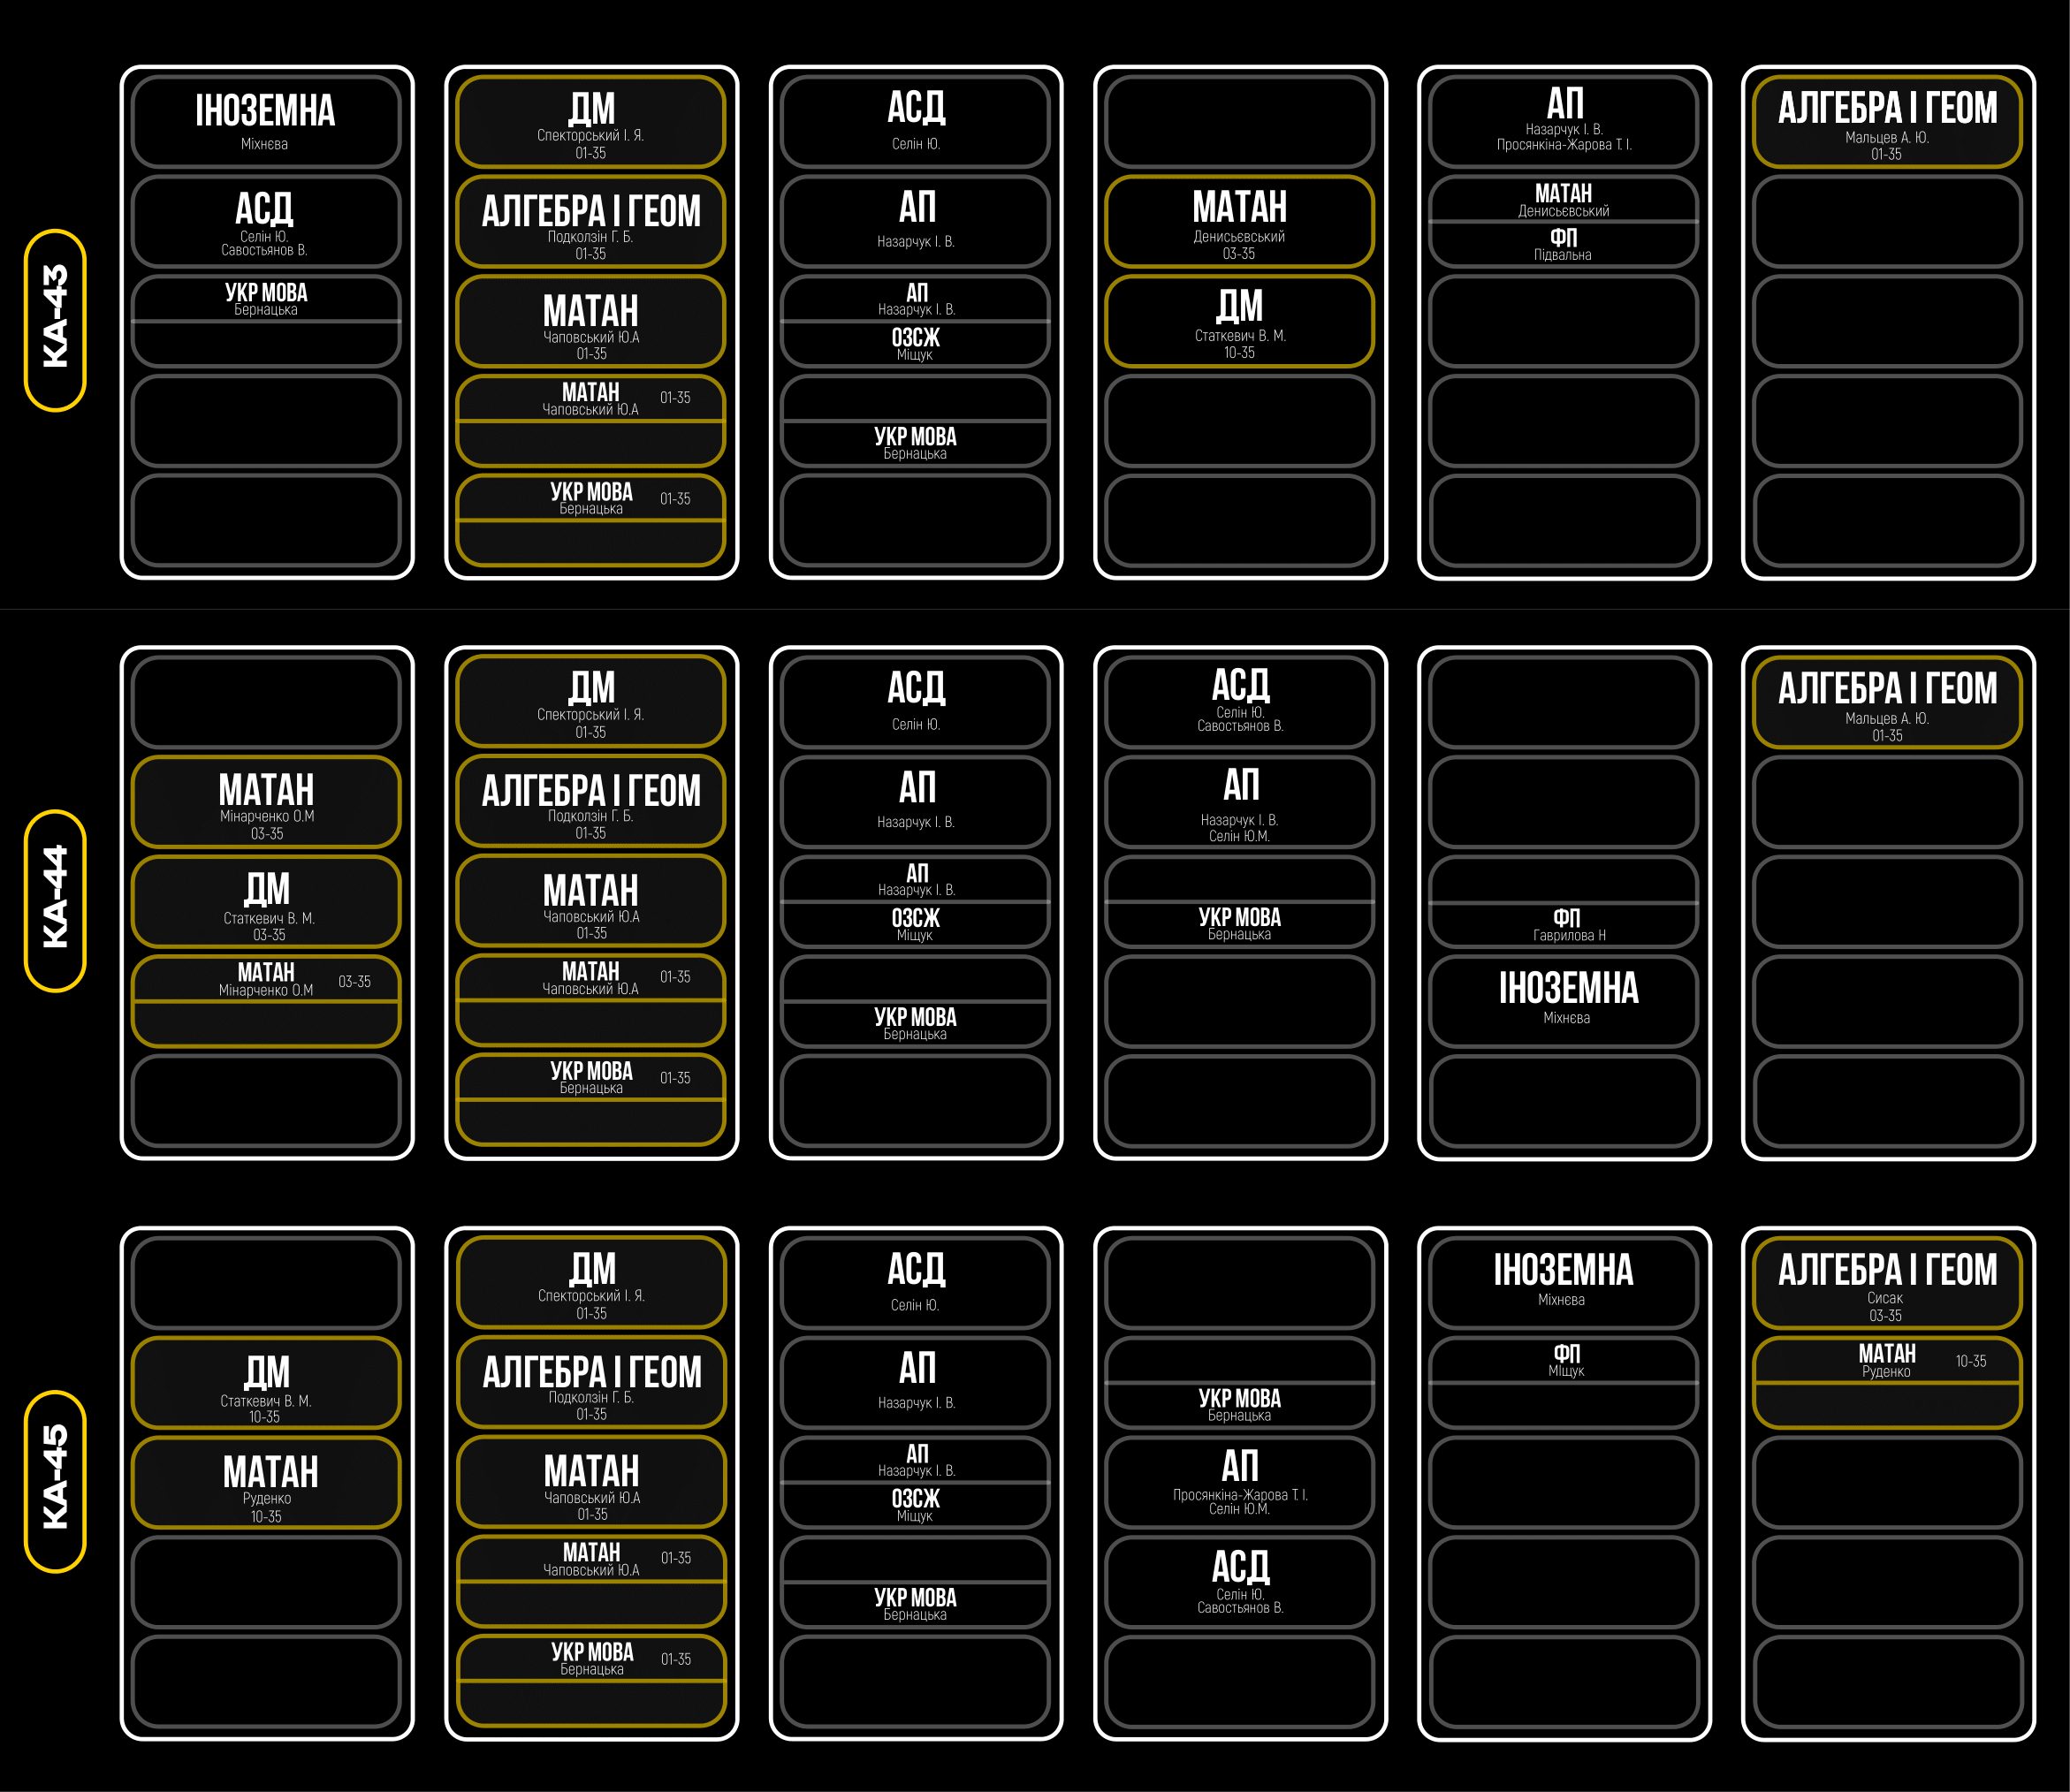 КА-43
ІНОЗЕМНА
Міхнєва
АСД
Селін Ю.
Савостьянов В.
УКР МОВА
Бернацька
ДМ
Спекторський І. Я.
01-35
АЛГЕБРА І ГЕОМ
Подколзін Г. Б.
01-35
МАТАН
Чаповський Ю.А
01-35
МАТАН
Чаповський Ю.А
01-35
УКР МОВА
Бернацька
01-35
АСД
Селін Ю.
АП
Назарчук І. В.
АП
Назарчук І. В.
ОЗСЖ
Міщук
УКР МОВА
Бернацька
МАТАН
Денисьєвський
03-35
ДМ
Статкевич В. М.
10-35
АП
Назарчук І. В.
Просянкіна-Жарова Т. І.
МАТАН
Денисьєвський
ФП
Підвальна
АЛГЕБРА І ГЕОМ
Мальцев А. Ю.
01-35
КА-44
МАТАН
Мінарченко О.М
03-35
ДМ
Статкевич В. М.
03-35
МАТАН
Мінарченко О.М
03-35
ДМ
Спекторський І. Я.
01-35
АЛГЕБРА І ГЕОМ
Подколзін Г. Б.
01-35
МАТАН
Чаповський Ю.А
01-35
МАТАН
Чаповський Ю.А
01-35
УКР МОВА
Бернацька
01-35
АСД
Селін Ю.
АП
Назарчук І. В.
АП
Назарчук І. В.
ОЗСЖ
Міщук
УКР МОВА
Бернацька
АСД
Селін Ю.
Савостьянов В.
АП
Назарчук І. В.
Селін Ю.М.
УКР МОВА
Бернацька
ФП
Гаврилова Н
ІНОЗЕМНА
Міхнєва
АЛГЕБРА І ГЕОМ
Мальцев А. Ю.
01-35
КА-45
ДМ
Статкевич В. М.
10-35
МАТАН
Руденко
10-35
ДМ
Спекторський І. Я.
01-35
АЛГЕБРА І ГЕОМ
Подколзін Г. Б.
01-35
МАТАН
Чаповський Ю.А
01-35
МАТАН
Чаповський Ю.А
01-35
УКР МОВА
Бернацька
01-35
АСД
Селін Ю.
АП
Назарчук І. В.
АП
Назарчук І. В.
ОЗСЖ
Міщук
УКР МОВА
Бернацька
УКР МОВА
Бернацька
АП
Просянкіна-Жарова Т. І.
Селін Ю.М.
АСД
Селін Ю.
Савостьянов В.
ІНОЗЕМНА
Міхнєва
ФП
МІщук
АЛГЕБРА І ГЕОМ
Сисак
03-35
МАТАН
Руденко
10-35